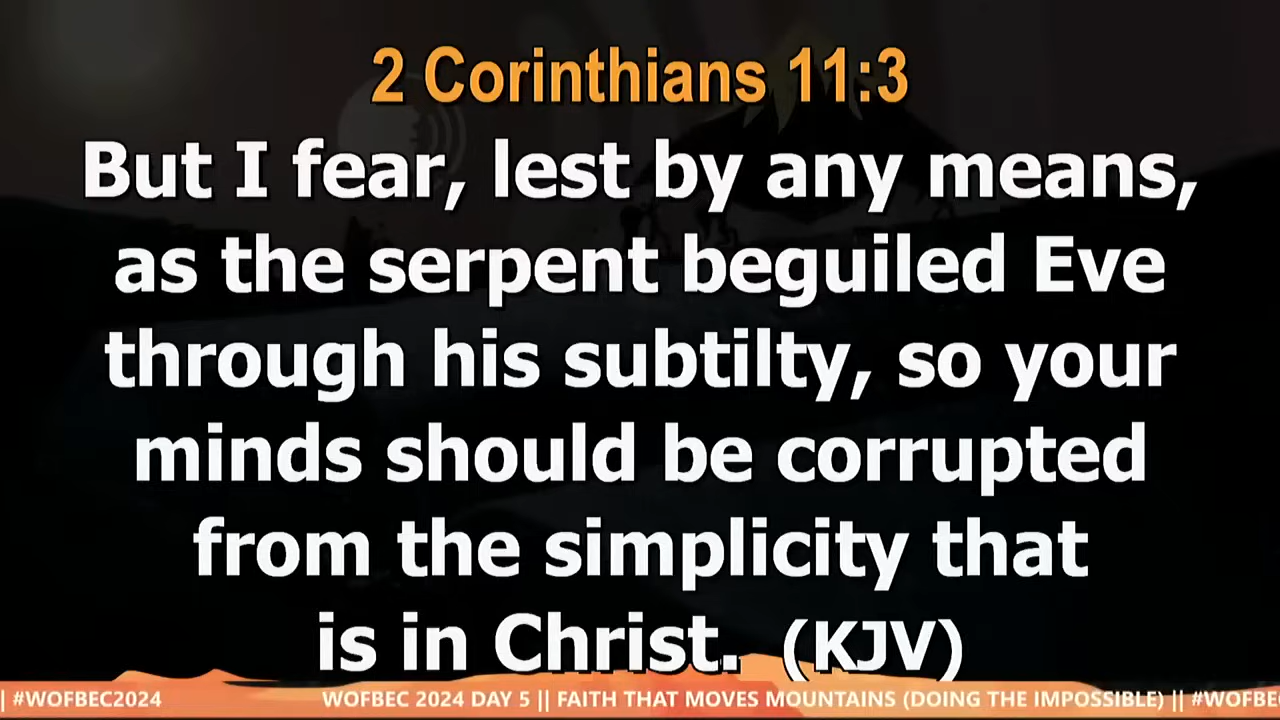 2 Corinthians 11:3
But I fear, lest by any means,
as the serpent beguiled Eve
through his subtilty, so your
minds should be corrupted
from the simplicity that
is in Christ. (KJV)
|| #WOFBEC2024 WOFBEC 2024 DAY 5 || FAITH THAT MOVES MOUNTAINS (DOING THE IMPOSSIBLE) || #WOFBE